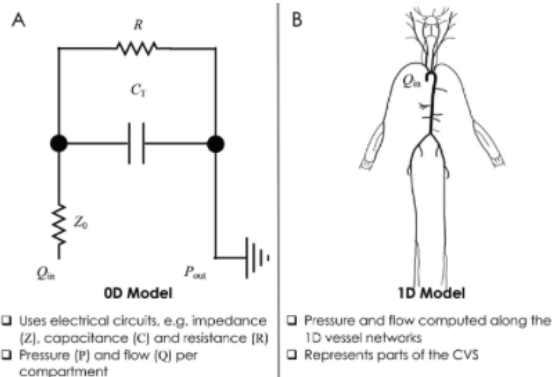 A
R
C_T
Z_0
Q_in
P_out
0D Model
❑ Uses electrical circuits, e.g. impedance
(Z), capacitance (C) and resistance (R)
❑ Pressure (P) and flow (Q) per
compartment
B
Q_in
1D Model
❑ Pressure and flow computed along the
1D vessel networks
❑ Represents parts of the CVS